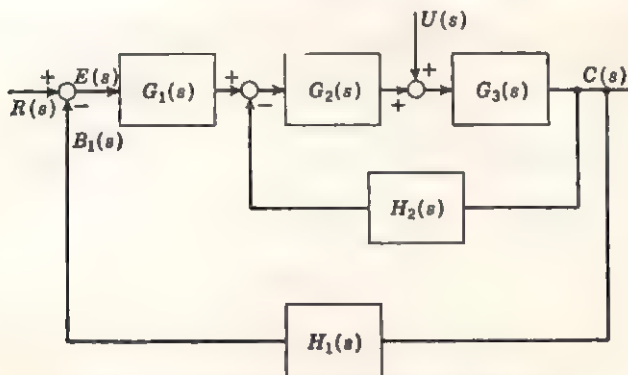 U(s)
+ E(s) G₁(s) + G₂(s) + + G₃(s) C(s)
R(s) − −
B₁(s)
H₂(s)
H₁(s)